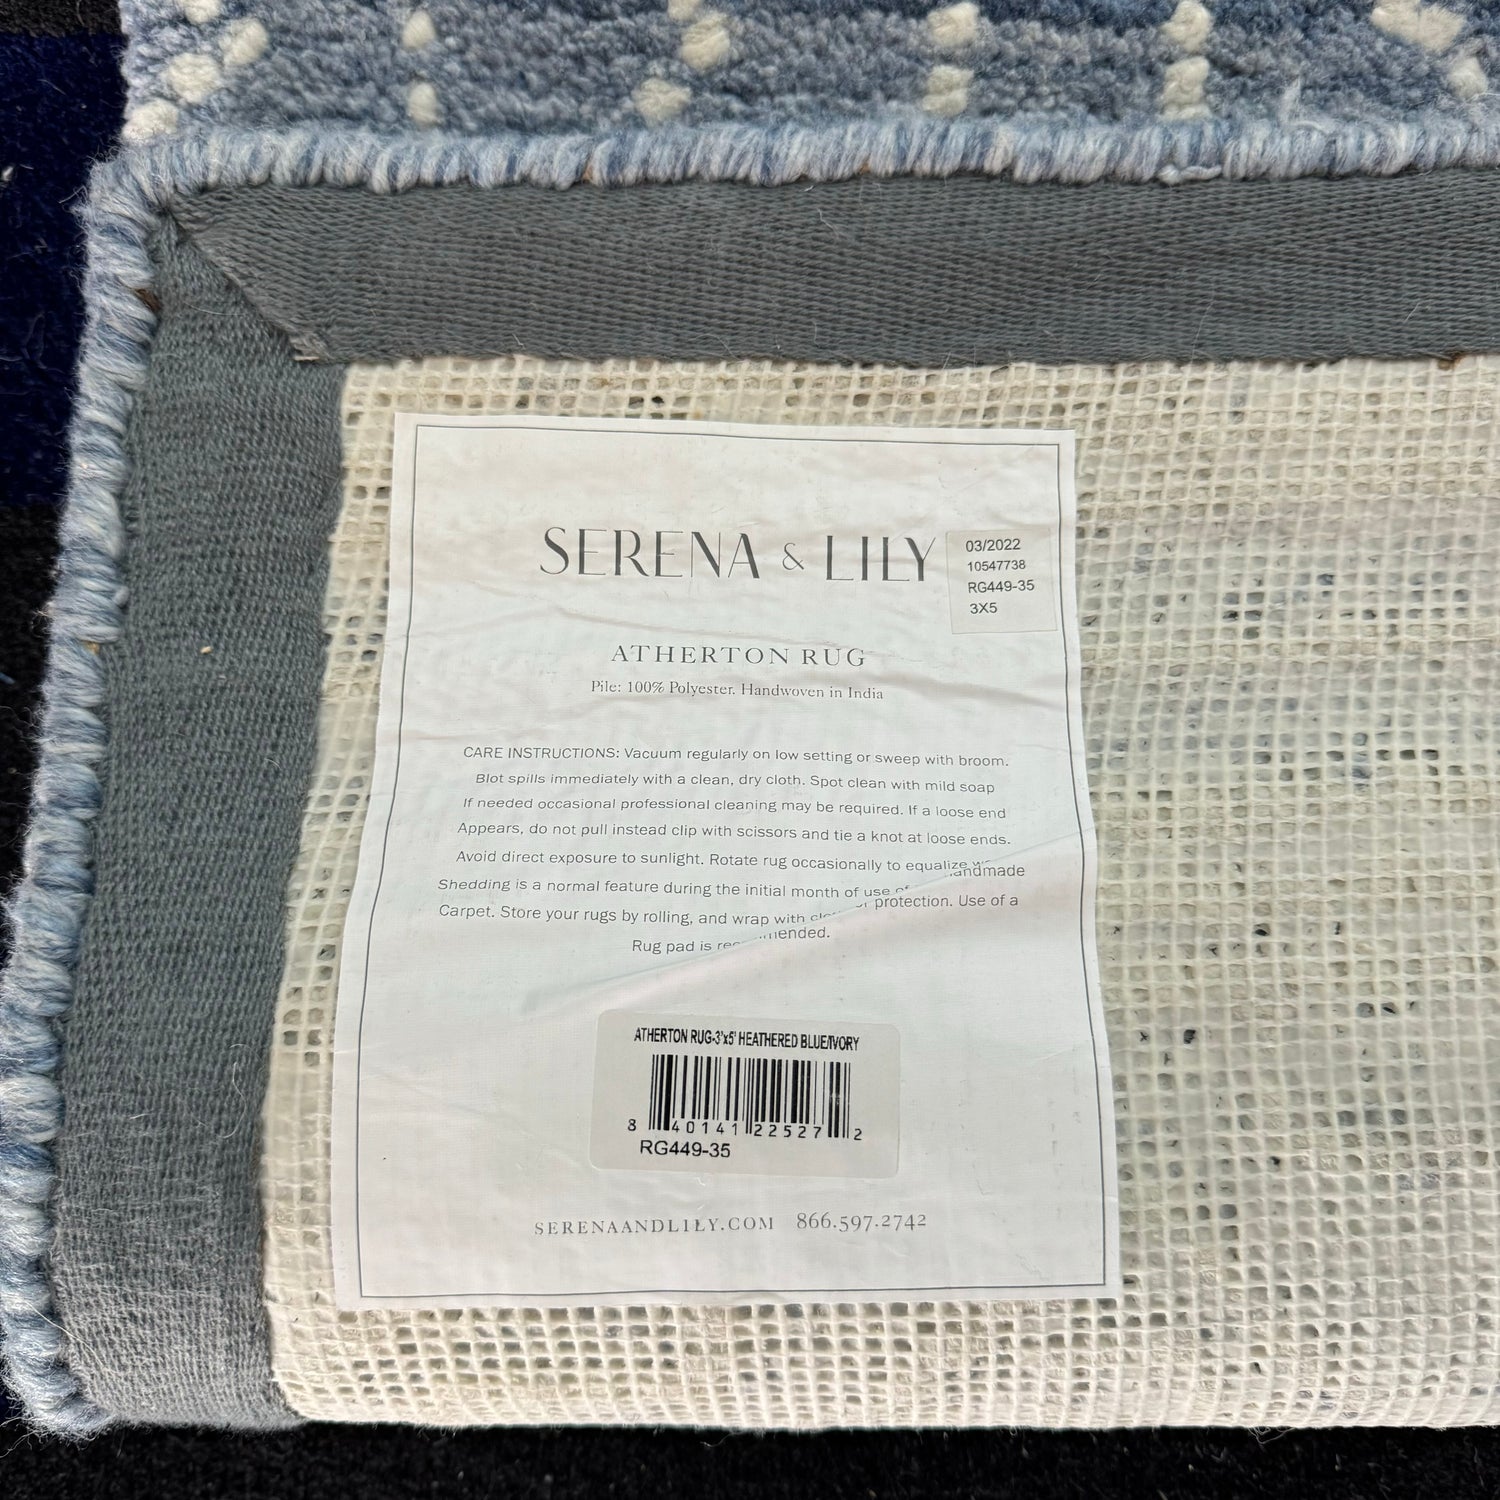 SERENA & LILY
03/2022
10547738
RG449-35
3X5
ATHERTON RUG
Pile: 100% Polyester. Handwoven in India
CARE INSTRUCTIONS: Vacuum regularly on low setting or sweep with broom.
Blot spills immediately with a clean, dry cloth. Spot clean with mild soap
If needed occasional professional cleaning may be required. If a loose end
Appears, do not pull instead clip with scissors and tie a knot at loose ends.
Avoid direct exposure to sunlight. Rotate rug occasionally to equalize
Shedding is a normal feature during the initial month of use
Carpet. Store your rugs by rolling, and wrap with protection. Use of a
Rug pad is
ATHERTON RUG-3'x5' HEATHERED BLUE/IVORY
8 40141 22527 2
RG449-35
SERENAANDLILY.COM 866.597.2742